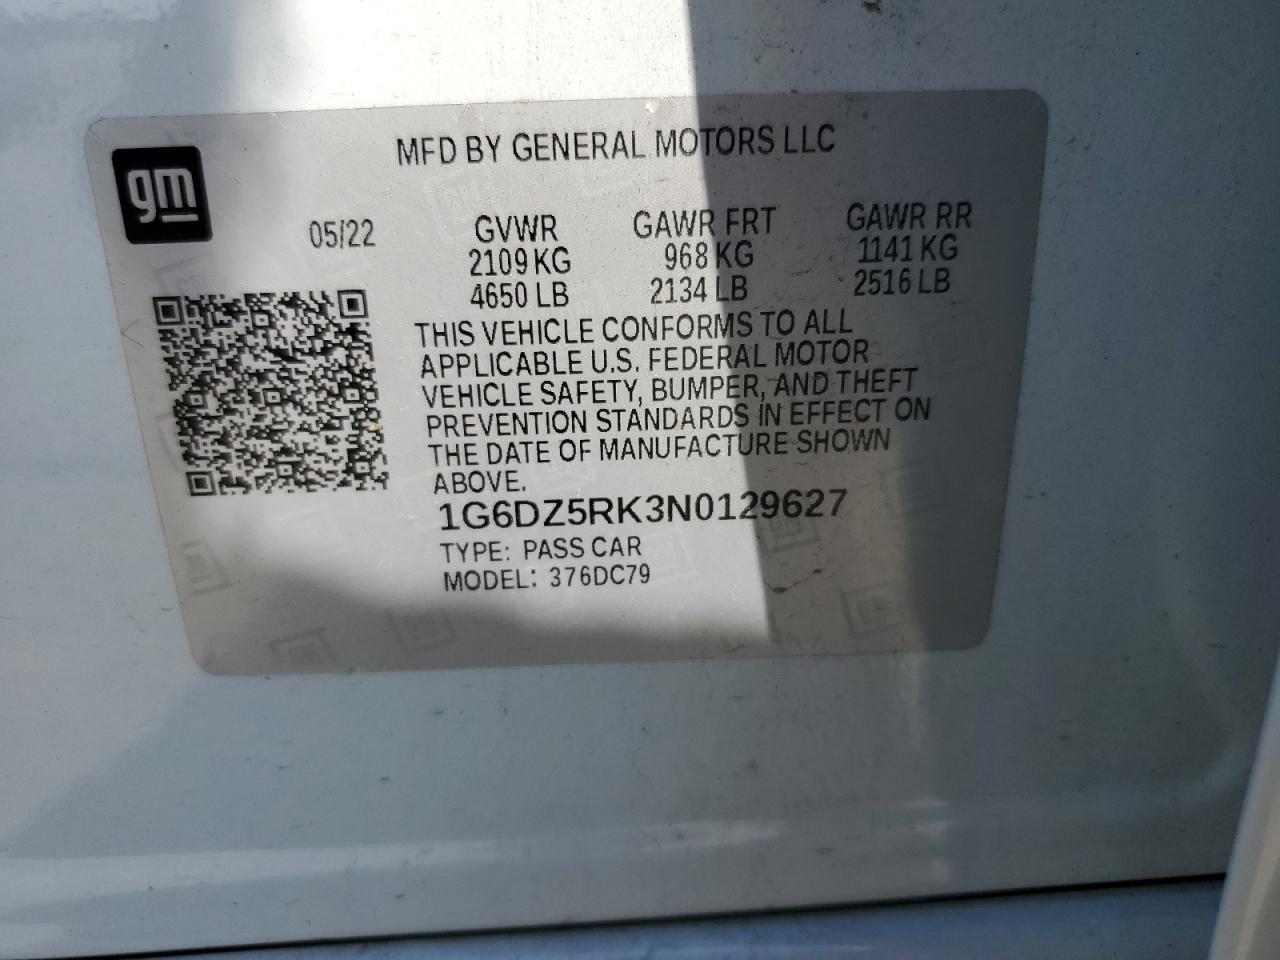 MFD BY GENERAL MOTORS LLC
gm
05/22 GVWR GAWR FRT GAWR RR
2109 KG 968 KG 1141 KG
4650 LB 2134 LB 2516 LB
THIS VEHICLE CONFORMS TO ALL
APPLICABLE U.S. FEDERAL MOTOR
VEHICLE SAFETY, BUMPER, AND THEFT
PREVENTION STANDARDS IN EFFECT ON
THE DATE OF MANUFACTURE SHOWN
ABOVE.
1G6DZ5RK3N0129627
TYPE: PASS CAR
MODEL: 376DC79